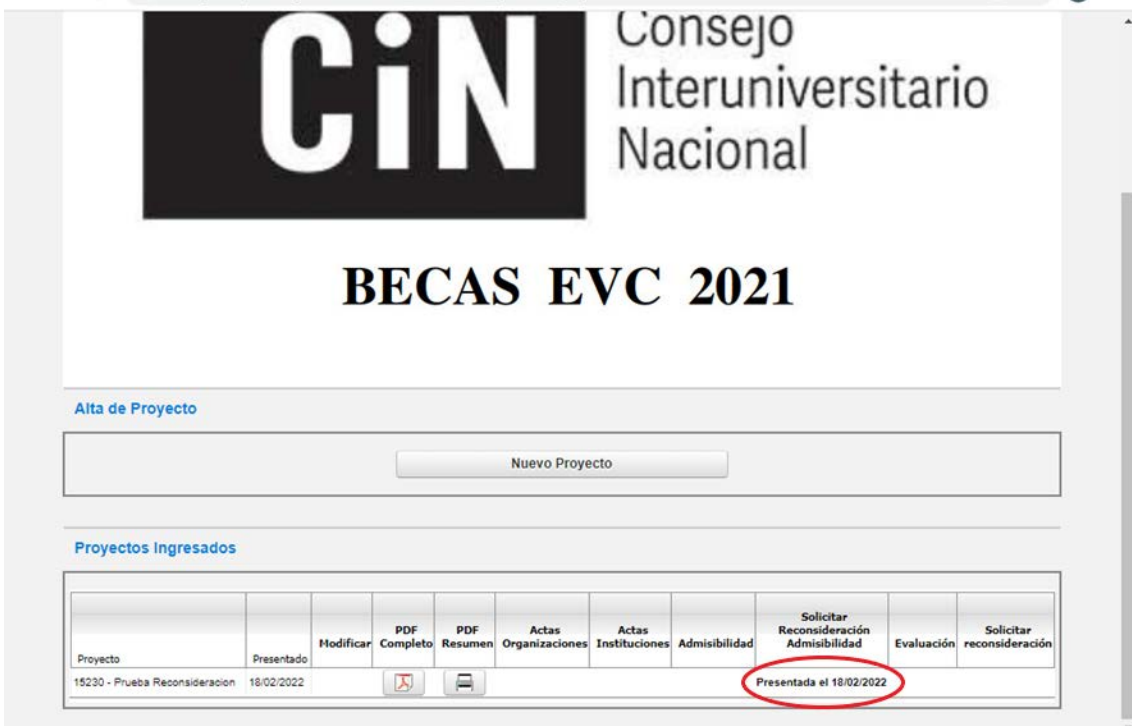 CiN
Consejo
Interuniversitario
Nacional
BECAS EVC 2021
Alta de Proyecto
Nuevo Proyecto
Proyectos Ingresados
Proyecto Presentado Modificar PDF Completo PDF Resumen Actas Organizaciones Actas Instituciones Admisibilidad Solicitar Reconsideración Admisibilidad Evaluación Solicitar reconsideración
15230 - Prueba Reconsideracion 18/02/2022 Presentada el 18/02/2022